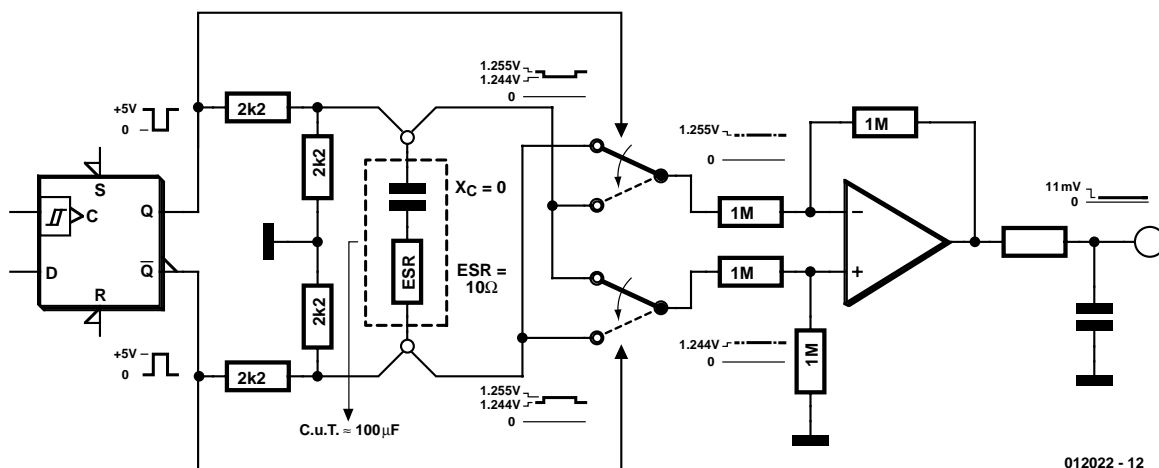 1.255V
1.244V
0
+5V
0
2k2
2k2
S
C
Q
D
Q
R
X_C = 0
ESR
ESR =
10Ω
2k2
2k2
+5V
0
C.u.T. ≈ 100μF
1.255V
1.244V
0
1.255V
0
1M
1M
–
1M
+
1.244V
0
1M
11mV
0
012022 - 12